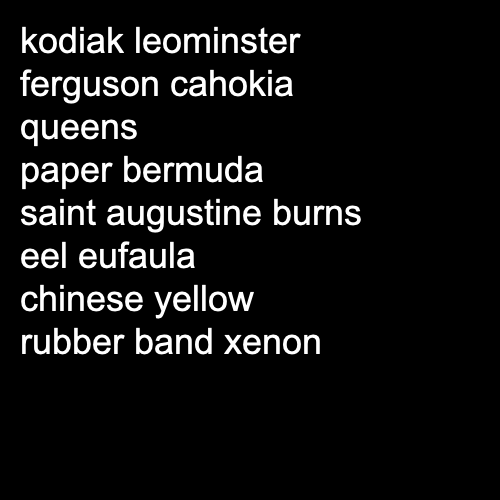 kodiak leominster
ferguson cahokia
queens
paper bermuda
saint augustine burns
eel eufaula
chinese yellow
rubber band xenon